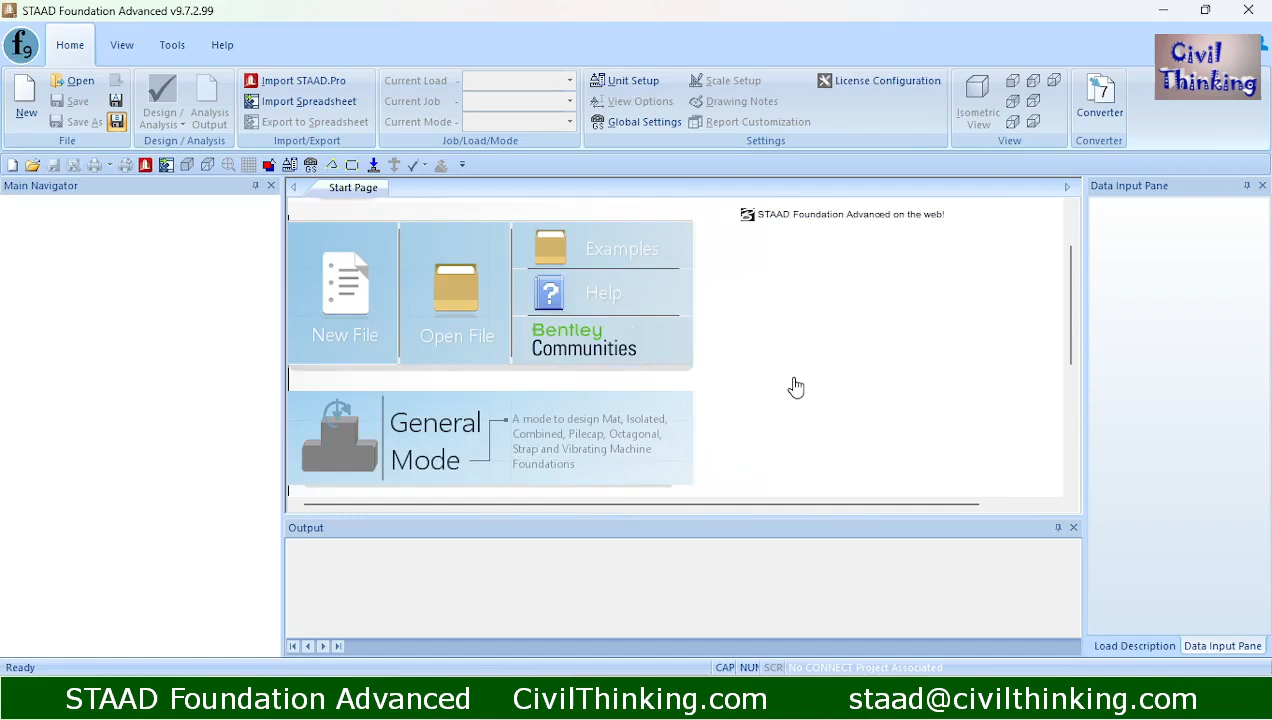 STAAD Foundation Advanced v9.7.2.99
f9
Home View Tools Help
Civil
Thinking
New
Open
Save
Save As
File
Design /
Analysis
Analysis
Output
Design / Analysis
Import STAAD.Pro
Import Spreadsheet
Export to Spreadsheet
Import/Export
Current Load -
Current Job -
Current Mode -
Job/Load/Mode
Unit Setup
View Options
Global Settings
Scale Setup
Drawing Notes
Report Customization
License Configuration
Settings
Isometric
View
View
7
Converter
Converter
Main Navigator
Start Page
Data Input Pane
STAAD Foundation Advanced on the web!
New File
Open File
Examples
? Help
Bentley
Communities
General
Mode
A mode to design Mat, Isolated,
Combined, Pilecap, Octagonal,
Strap and Vibrating Machine
Foundations
Output
Load Description Data Input Pane
Ready
CAP NUM SCR No CONNECT Project Associated
STAAD Foundation Advanced CivilThinking.com staad@civilthinking.com